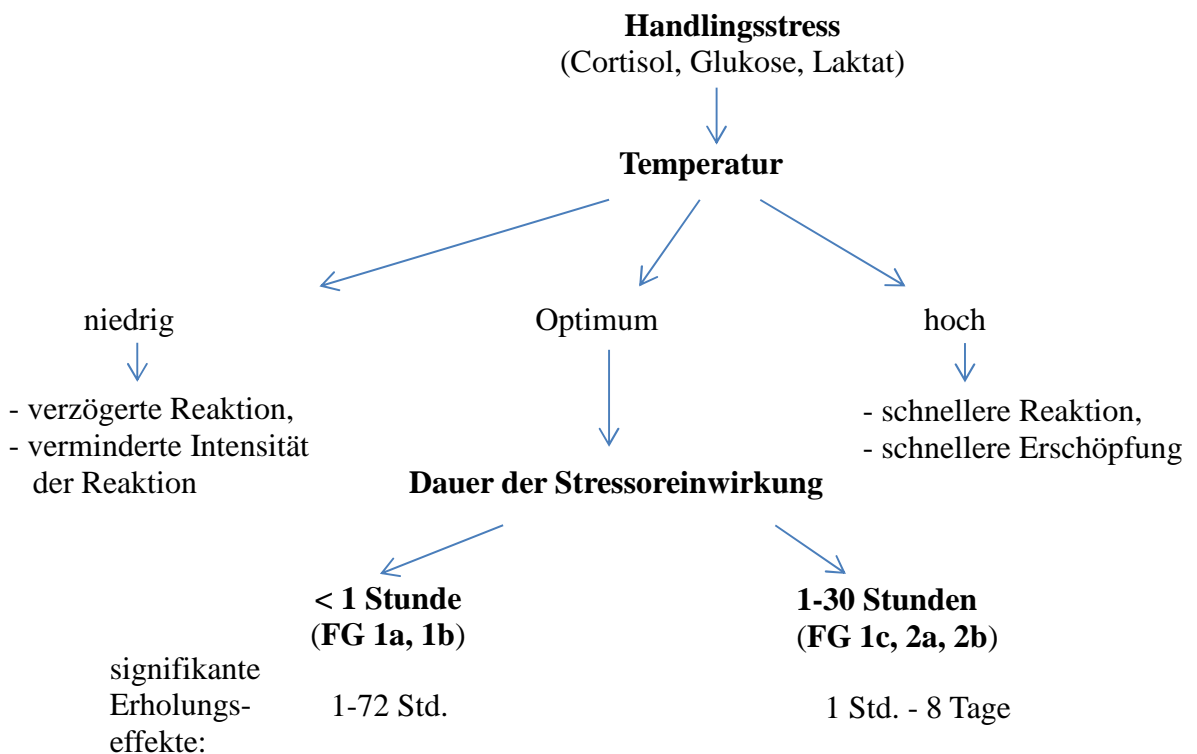 Handlingsstress
(Cortisol, Glukose, Laktat)
Temperatur
niedrig
Optimum
hoch
- verzögerte Reaktion,
- verminderte Intensität
der Reaktion
- schnellere Reaktion,
- schnellere Erschöpfung
Dauer der Stressoreinwirkung
< 1 Stunde
(FG 1a, 1b)
1-30 Stunden
(FG 1c, 2a, 2b)
signifikante
Erholungs-
effekte:
1-72 Std.
1 Std. - 8 Tage